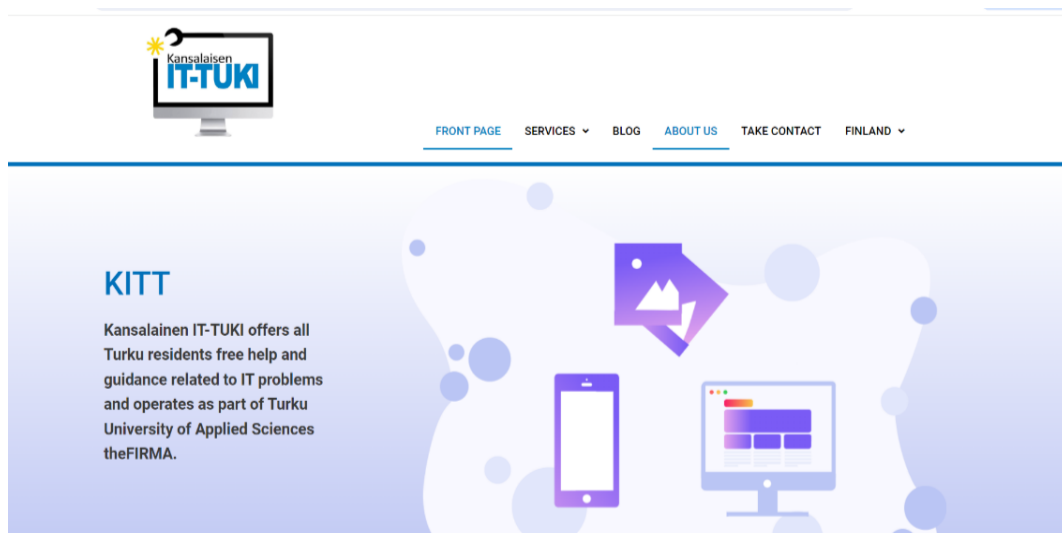 Kansalaisen
IT-TUKI
FRONT PAGE SERVICES BLOG ABOUT US TAKE CONTACT FINLAND
KITT
Kansalainen IT-TUKI offers all
Turku residents free help and
guidance related to IT problems
and operates as part of Turku
University of Applied Sciences
theFIRMA.